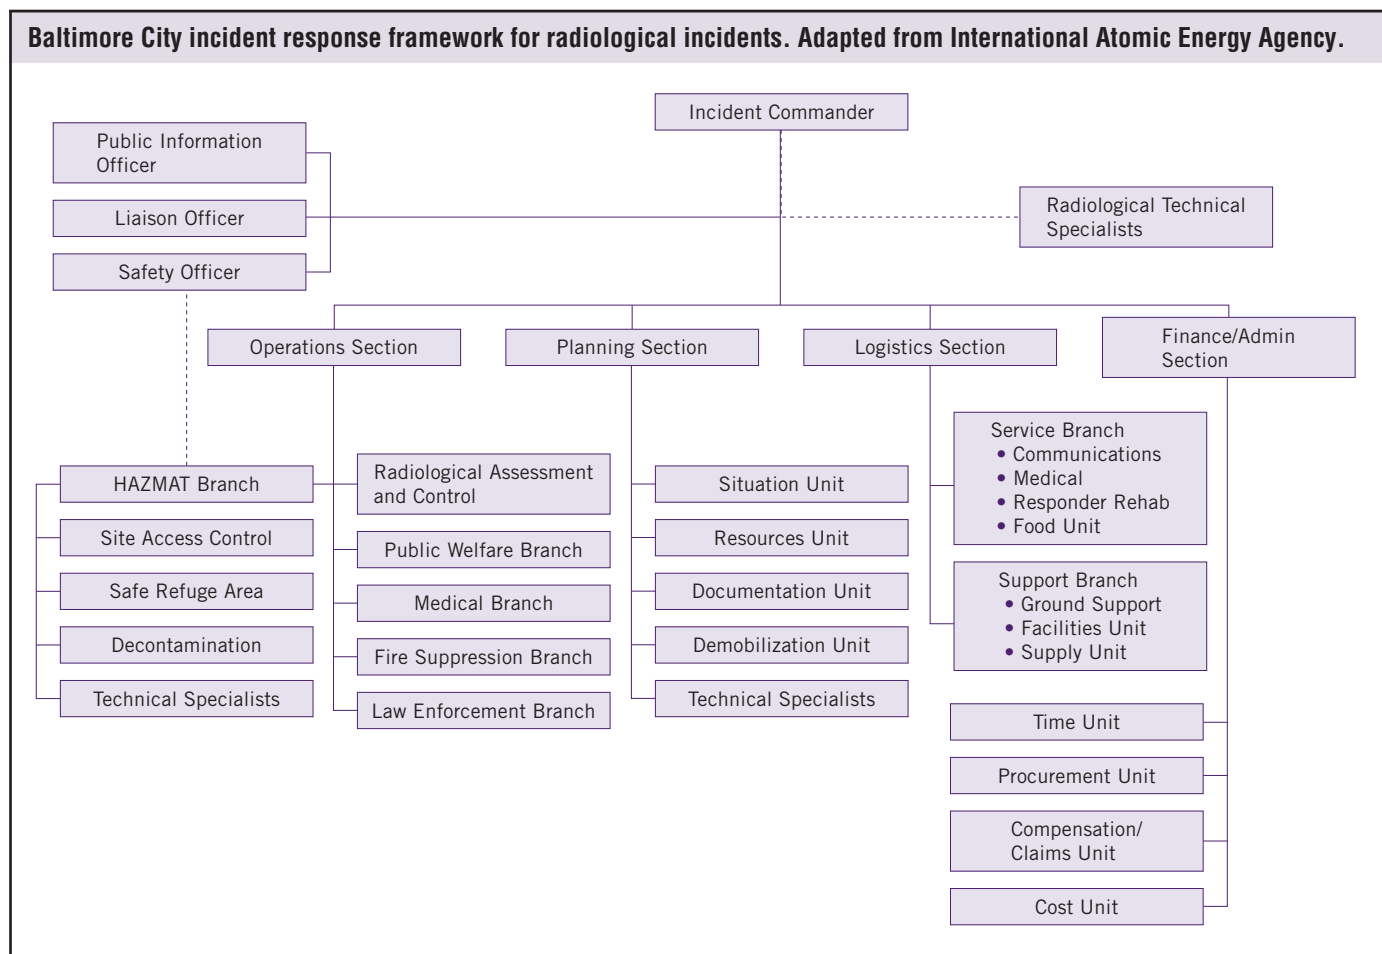 Baltimore City incident response framework for radiological incidents. Adapted from International Atomic Energy Agency.
Incident Commander
Public Information
Officer
Liaison Officer
Safety Officer
Radiological Technical
Specialists
Operations Section
Planning Section
Logistics Section
Finance/Admin
Section
HAZMAT Branch
Site Access Control
Safe Refuge Area
Decontamination
Technical Specialists
Radiological Assessment
and Control
Public Welfare Branch
Medical Branch
Fire Suppression Branch
Law Enforcement Branch
Situation Unit
Resources Unit
Documentation Unit
Demobilization Unit
Technical Specialists
Service Branch
• Communications
• Medical
• Responder Rehab
• Food Unit
Support Branch
• Ground Support
• Facilities Unit
• Supply Unit
Time Unit
Procurement Unit
Compensation/
Claims Unit
Cost Unit